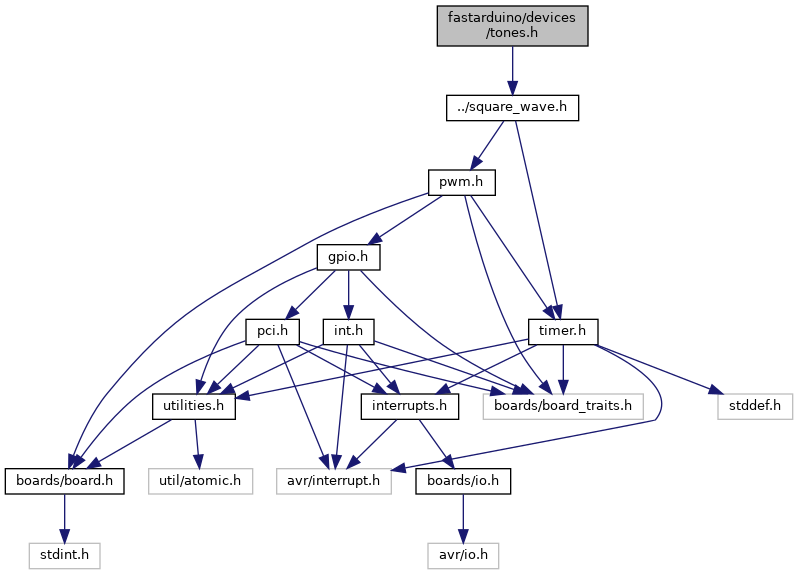 fastarduino/devices
/tones.h
../square_wave.h
pwm.h
gpio.h
pci.h
int.h
timer.h
utilities.h
interrupts.h
boards/board_traits.h
stddef.h
boards/board.h
util/atomic.h
avr/interrupt.h
boards/io.h
stdint.h
avr/io.h